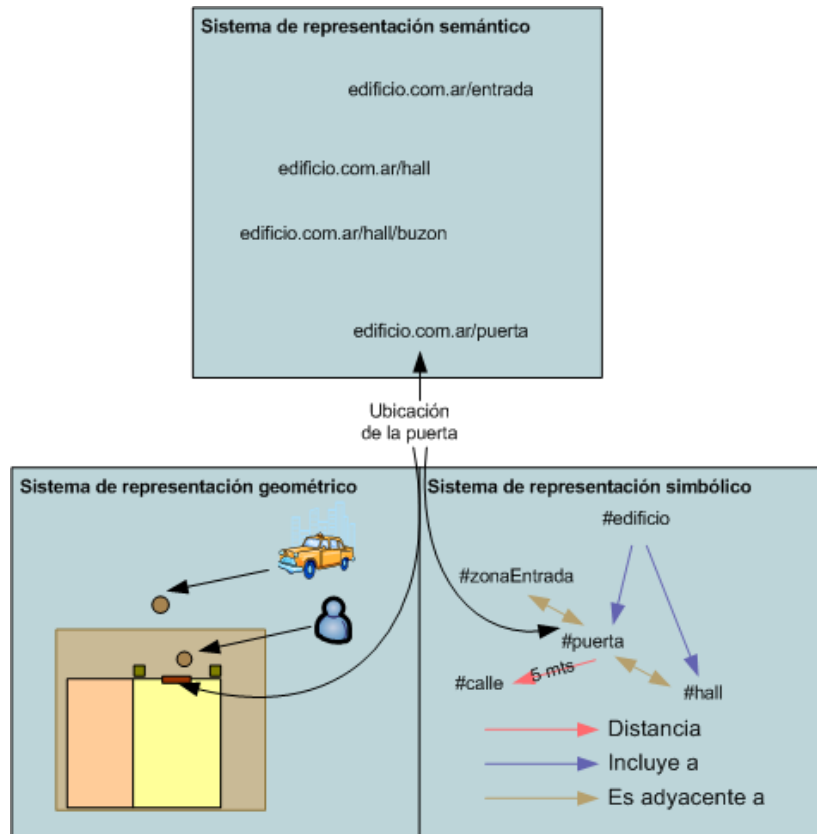 Sistema de representación semántico
edificio.com.ar/entrada
edificio.com.ar/hall
edificio.com.ar/hall/buzon
edificio.com.ar/puerta
Ubicación
de la puerta
Sistema de representación geométrico
Sistema de representación simbólico
#edificio
#zonaEntrada
#puerta
5 mts
#calle
#hall
Distancia
Incluye a
Es adyacente a